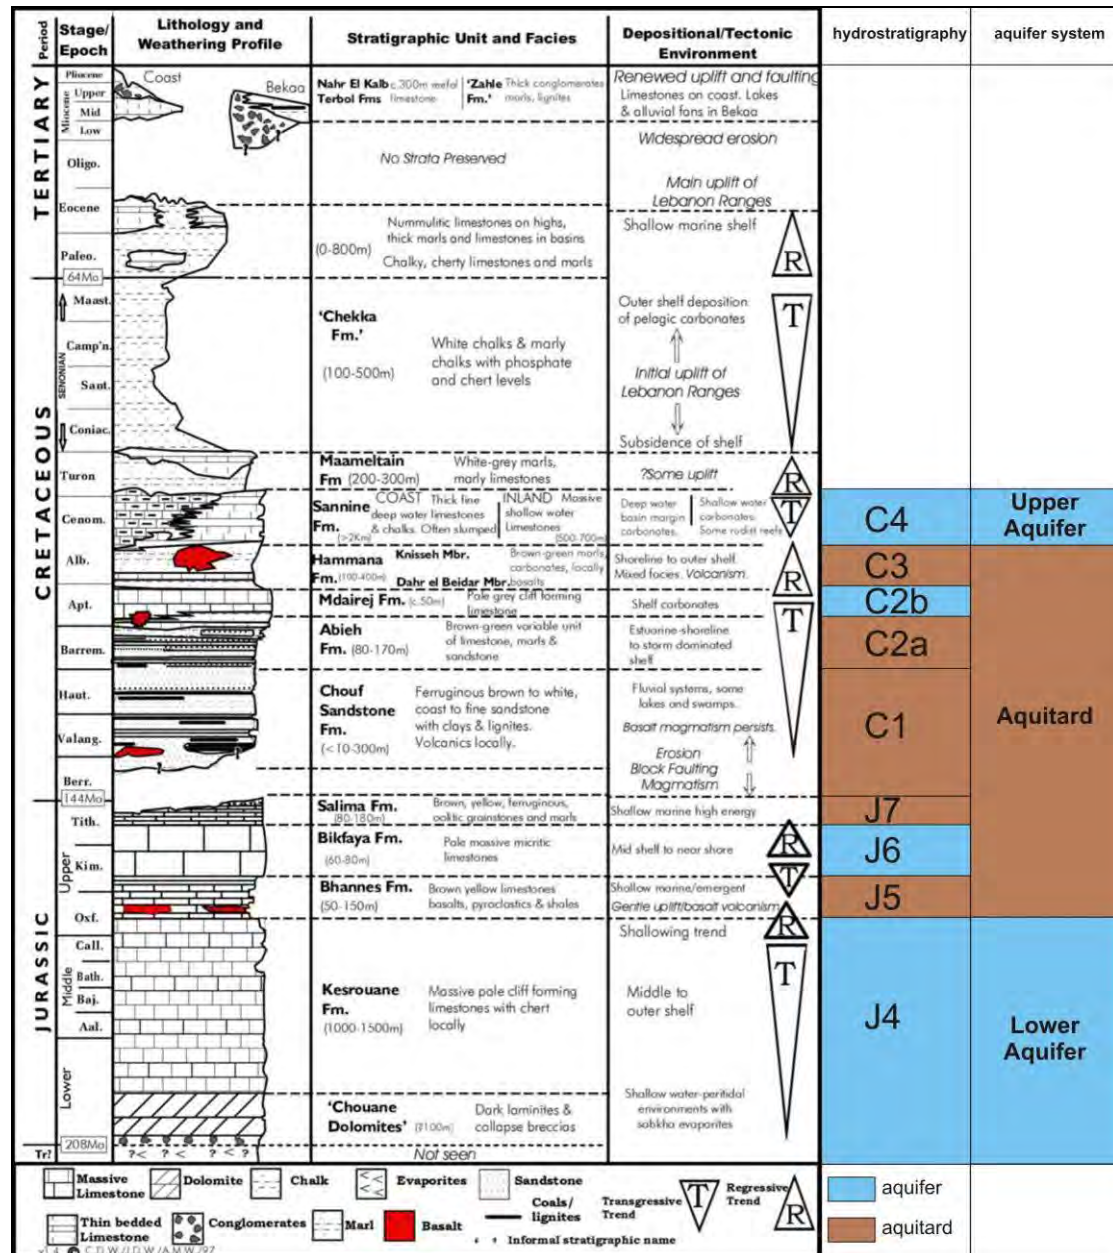 Period
Stage/
Epoch
Lithology and
Weathering Profile
Stratigraphic Unit and Facies
Depositional/Tectonic
Environment
hydrostratigraphy
aquifer system
TERTIARY
Pliocene
Miocene
Upper
Mid
Low
Oligo.
Eocene
Paleo.
64Ma
Coast
Bekaa
?
Nahr El Kalb c.300m reefal
Terbol Fms limestone
'Zahle Thick conglomerates
Fm.' marls, lignites
Renewed uplift and faulting
Limestones on coast. Lakes
& alluvial fans in Bekaa
No Strata Preserved
Widespread erosion
Main uplift of
Lebanon Ranges
(0-800m)
Nummulitic limestones on highs,
thick marls and limestones in basins
Chalky, cherty limestones and marls
Shallow marine shelf
R
CRETACEOUS
SENONIAN
Maast.
Camp'n.
Sant.
Coniac.
'Chekka
Fm.'
(100-500m)
White chalks & marly
chalks with phosphate
and chert levels
Outer shelf deposition
of pelagic carbonates
Initial uplift of
Lebanon Ranges
Subsidence of shelf
T
Turon
Maameltain
Fm (200-300m)
White-grey marls,
marly limestones
?Some uplift
R
Cenom.
Sannine
Fm.
(>2Km)
COAST Thick fine
deep water limestones
& chalks. Often slumped
INLAND Massive
shallow water
Limestones
(500-700m)
Deep water
basin margin
carbonates.
Shallow water
carbonates.
Some rudist reefs
T
C4
Upper
Aquifer
Alb.
Hammana
Fm. (100-400m)
Knisseh Mbr.
Dahr el Beidar Mbr.
Brown-green marls,
carbonates, locally
basalts
Shoreline to outer shelf.
Mixed facies. Volcanism.
R
C3
Apt.
Mdairej Fm. (c.50m)
Pale grey cliff forming
limestone
Shelf carbonates
T
C2b
Barrem.
Abieh
Fm. (80-170m)
Brown-green variable unit
of limestone, marls &
sandstone
Estuarine-shoreline
to storm dominated
shelf
C2a
Haut.
Valang.
Berr.
144Ma
?
?
Chouf
Sandstone
Fm.
(<10-300m)
Ferruginous brown to white,
coast to fine sandstone
with clays & lignites.
Volcanics locally.
Fluvial systems, some
lakes and swamps.
Basalt magmatism persists.
Erosion
Block Faulting
Magmatism
C1
Aquitard
JURASSIC
Upper
Tith.
Salima Fm.
(80-180m)
Brown, yellow, ferruginous,
oolitic grainstones and marls
Shallow marine high energy
J7
Kim.
Bikfaya Fm.
(60-80m)
Pale massive micritic
limestones
Mid shelf to near shore
R
J6
Oxf.
Bhannes Fm.
(50-150m)
Brown yellow limestones
basalts, pyroclastics & shales
Shallow marine/emergent
Gentle uplift/basalt volcanism
T
J5
Middle
Call.
Bath.
Baj.
Aal.
Kesrouane
Fm.
(1000-1500m)
Massive pale cliff forming
limestones with chert
locally
Shallowing trend
Middle to
outer shelf
R
T
J4
Lower
Aquifer
Lower
'Chouane
Dolomites'
Dark laminites &
collapse breccias
Shallow water-peritidal
environments with
sabkha evaporites
208Ma
Tr?
?< ? < ? < ?
Not seen
Massive
Limestone
Dolomite
Chalk
Evaporites
Sandstone
Coals/
lignites
Transgressive
Trend
T
Regressive
Trend
R
aquifer
Thin bedded
Limestone
Conglomerates
Marl
Basalt
' ' Informal stratigraphic name
aquitard